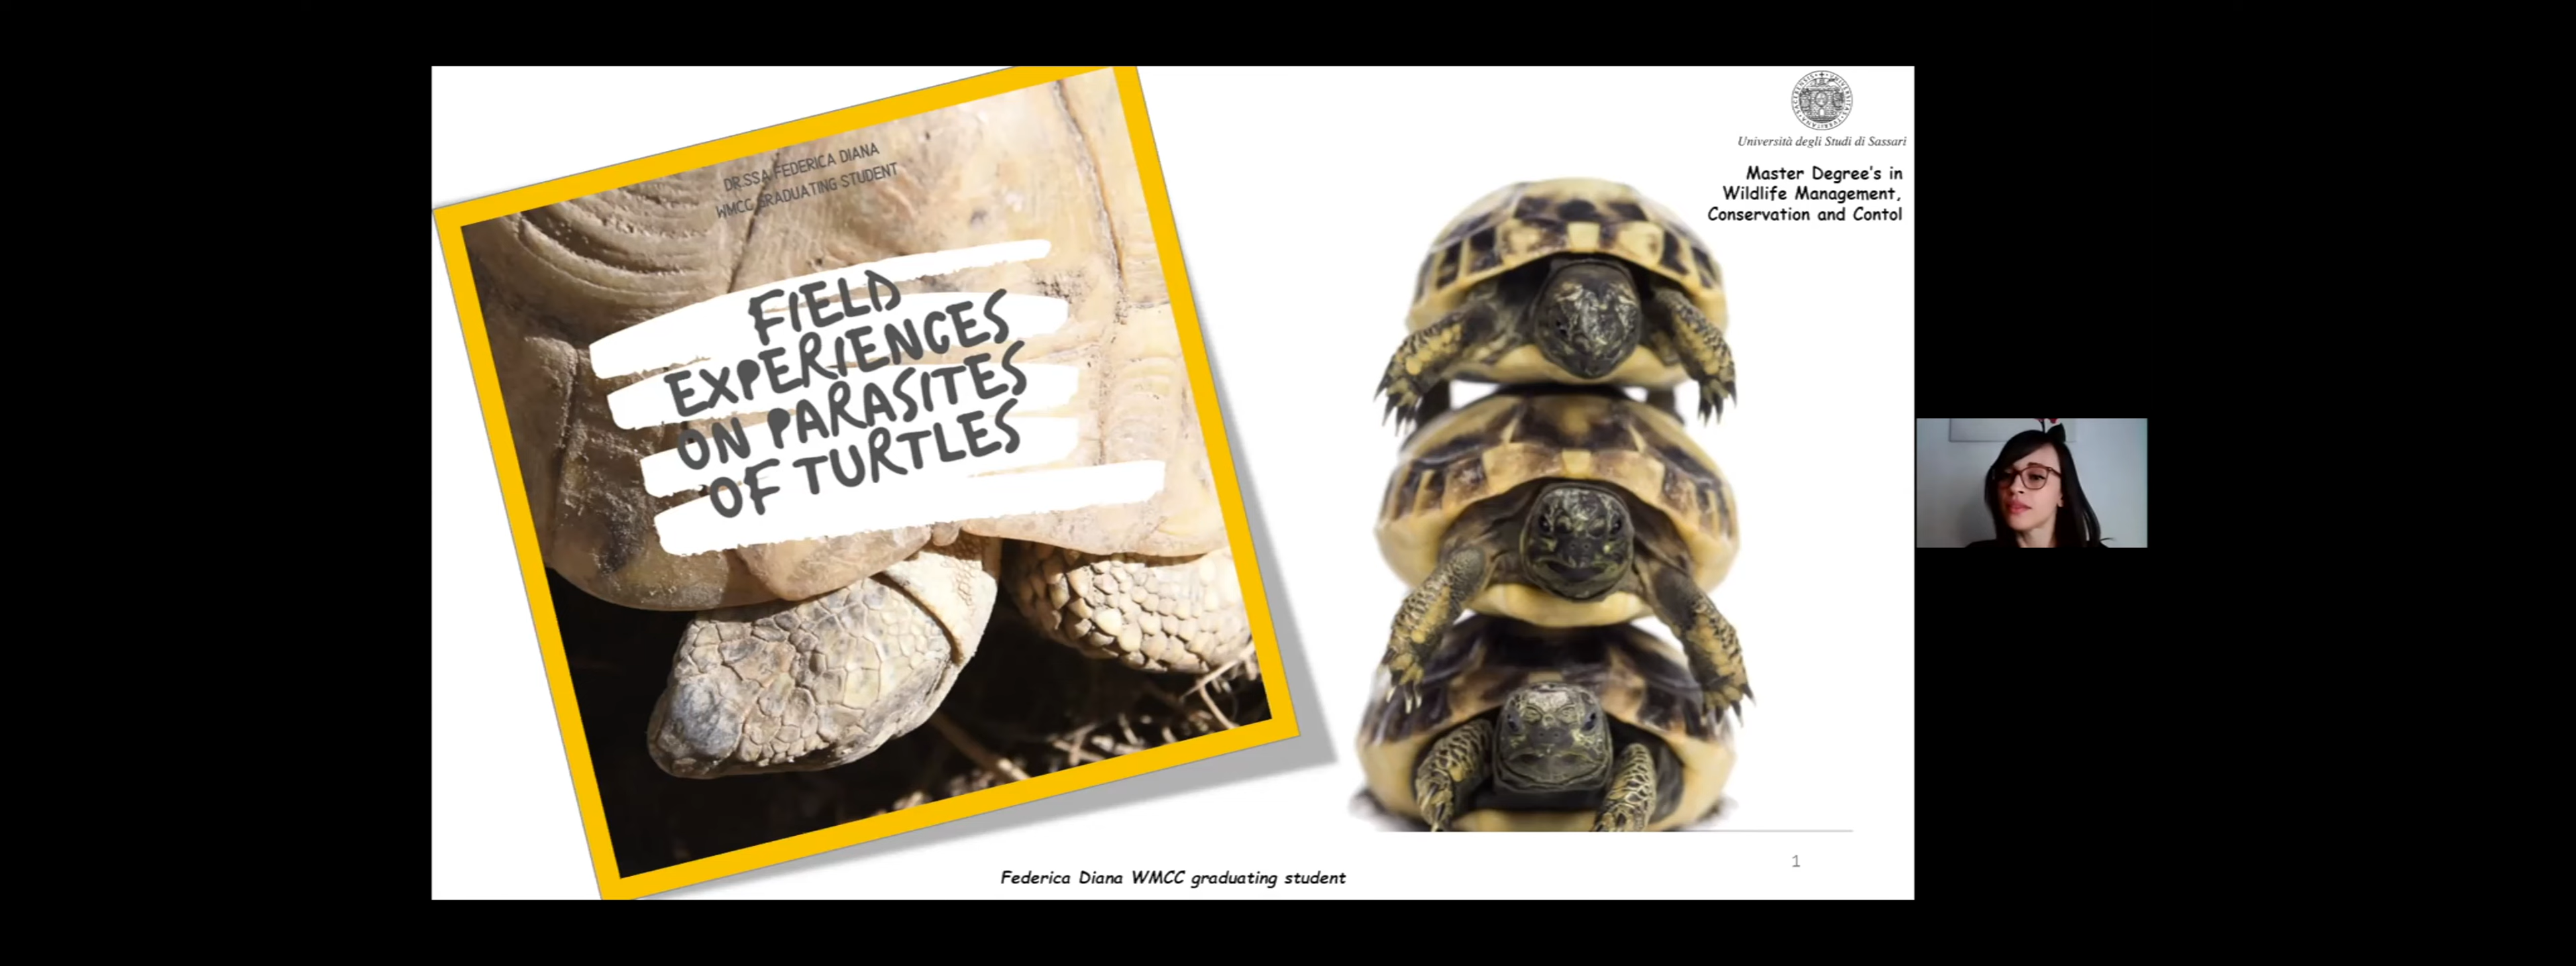 DR.SSA FEDERICA DIANA
WMCC GRADUATING STUDENT
FIELD
EXPERIENCES
ON PARASITES
OF TURTLES
Università degli Studi di Sassari
Master Degree's in
Wildlife Management,
Conservation and Contol
Federica Diana WMCC graduating student
1